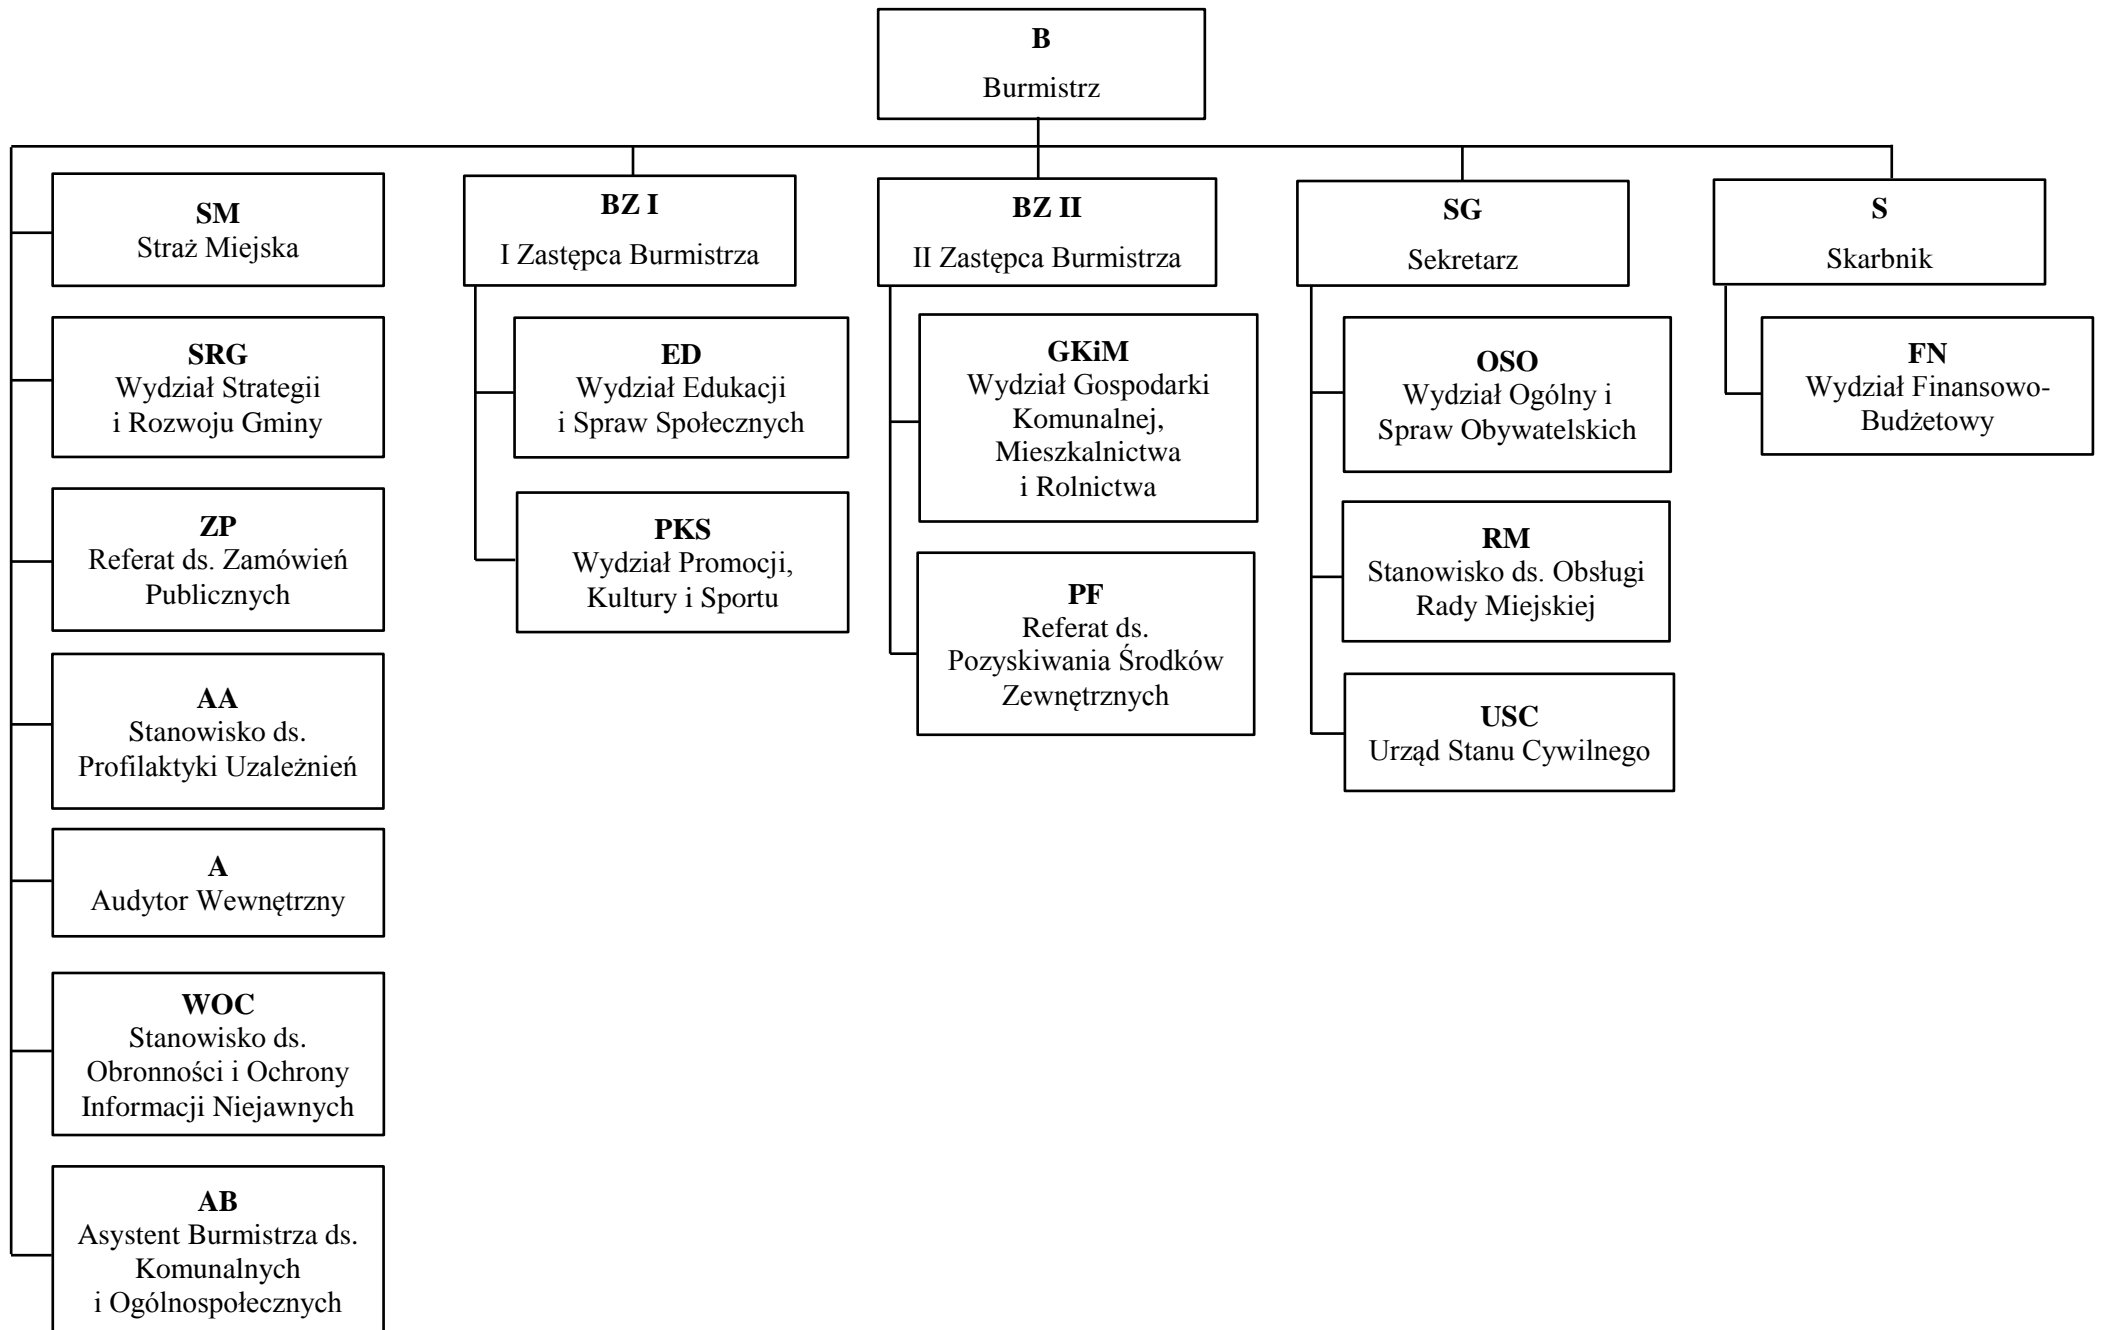 B
Burmistrz
SM
Straż Miejska
SRG
Wydział Strategii
i Rozwoju Gminy
ZP
Referat ds. Zamówień
Publicznych
AA
Stanowisko ds.
Profilaktyki Uzależnień
A
Audytor Wewnętrzny
WOC
Stanowisko ds.
Obronności i Ochrony
Informacji Niejawnych
AB
Asystent Burmistrza ds.
Komunalnych
i Ogólnospołecznych
BZ I
I Zastępca Burmistrza
ED
Wydział Edukacji
i Spraw Społecznych
PKS
Wydział Promocji,
Kultury i Sportu
BZ II
II Zastępca Burmistrza
GKiM
Wydział Gospodarki
Komunalnej,
Mieszkalnictwa
i Rolnictwa
PF
Referat ds.
Pozyskiwania Środków
Zewnętrznych
SG
Sekretarz
OSO
Wydział Ogólny i
Spraw Obywatelskich
RM
Stanowisko ds. Obsługi
Rady Miejskiej
USC
Urząd Stanu Cywilnego
S
Skarbnik
FN
Wydział Finansowo-
Budżetowy